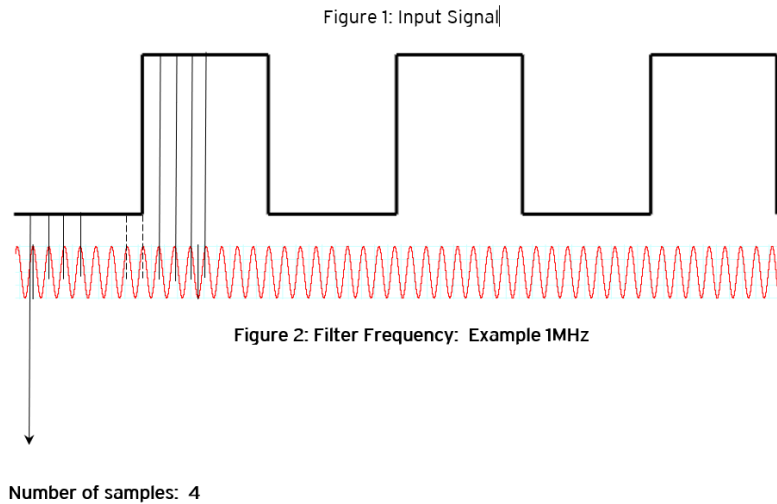 Figure 1: Input Signal
Figure 2: Filter Frequency: Example 1MHz
Number of samples: 4